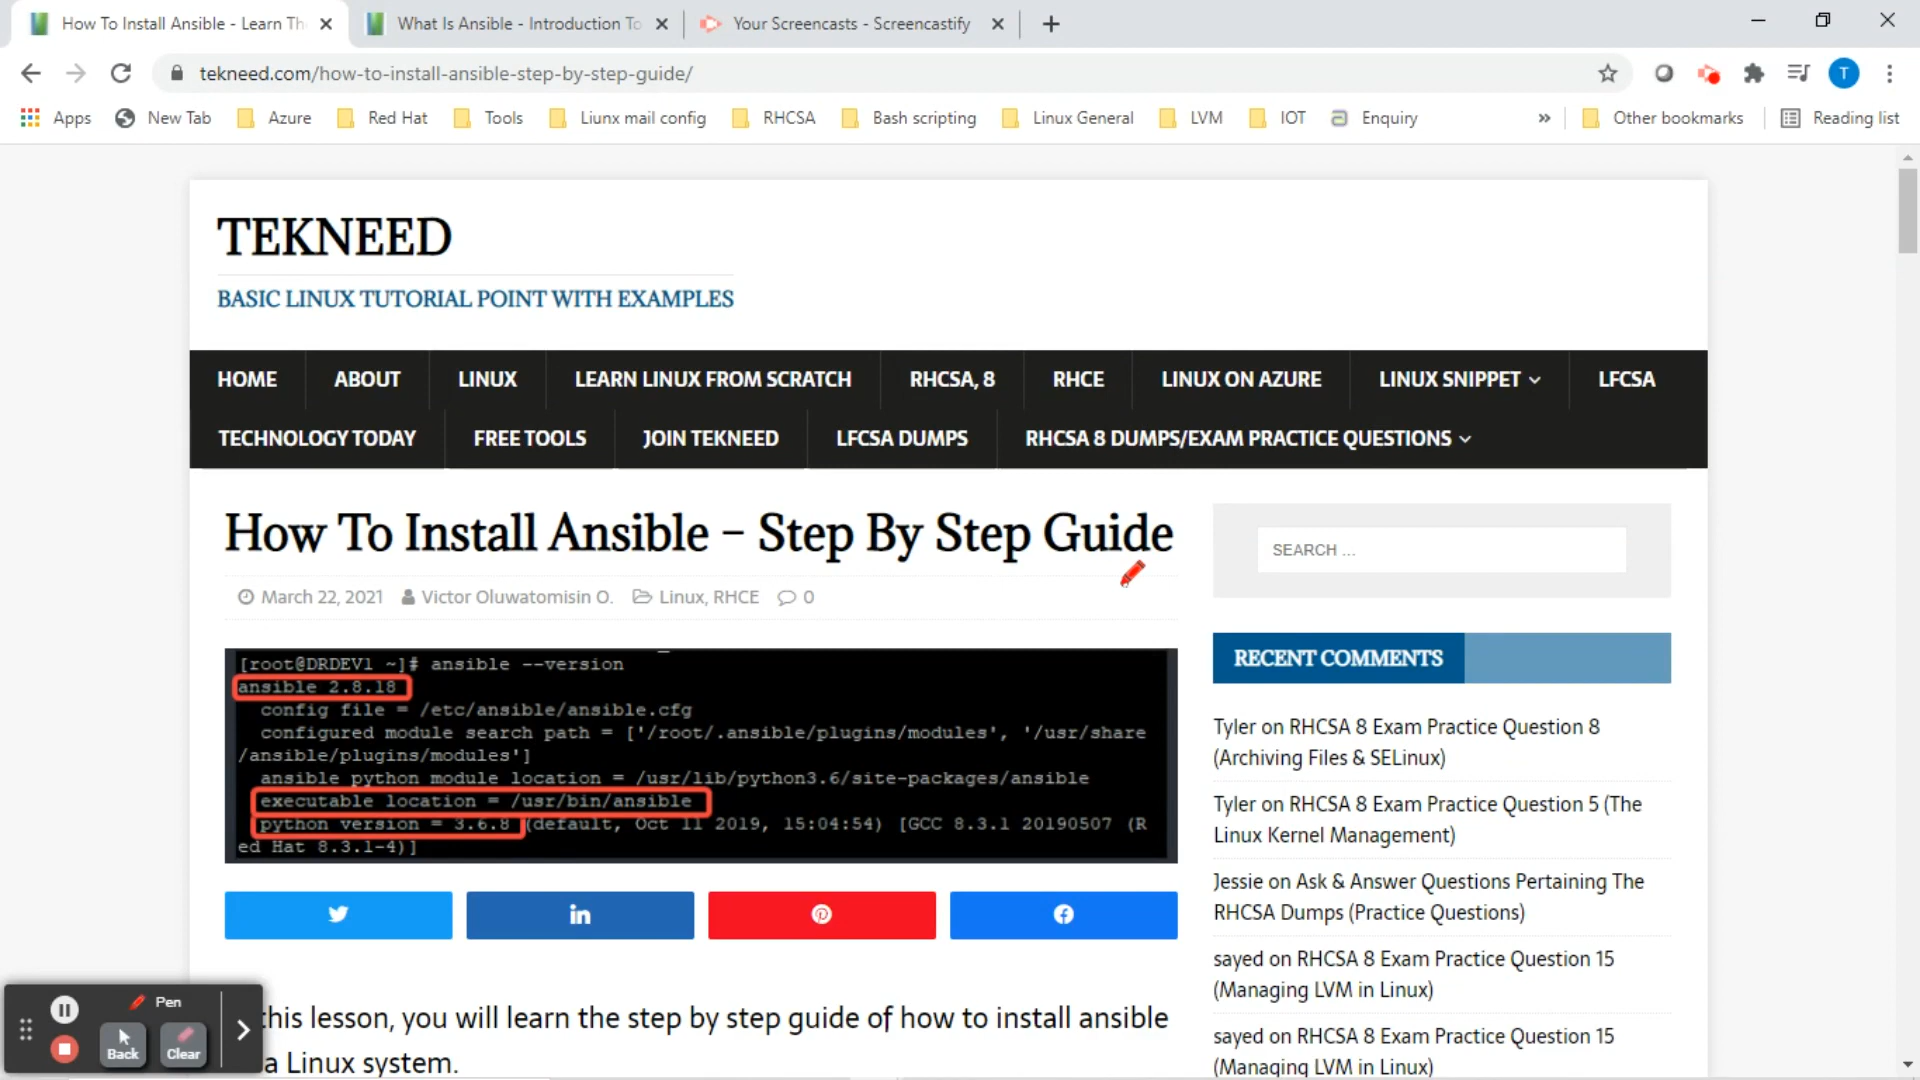 How To Install Ansible - Learn Th
What Is Ansible - Introduction To
Your Screencasts - Screencastify
tekneed.com/how-to-install-ansible-step-by-step-guide/
T
Apps
New Tab
Azure
Red Hat
Tools
Liunx mail config
RHCSA
Bash scripting
Linux General
LVM
IOT
Enquiry
Other bookmarks
Reading list
TEKNEED
BASIC LINUX TUTORIAL POINT WITH EXAMPLES
HOME ABOUT LINUX LEARN LINUX FROM SCRATCH RHCSA, 8 RHCE LINUX ON AZURE LINUX SNIPPET LFCSA
TECHNOLOGY TODAY FREE TOOLS JOIN TEKNEED LFCSA DUMPS RHCSA 8 DUMPS/EXAM PRACTICE QUESTIONS
How To Install Ansible – Step By Step Guide
March 22, 2021 Victor Oluwatomisin O. Linux, RHCE 0
[root@DRDEV1 ~]# ansible --version
ansible 2.8.18
config file = /etc/ansible/ansible.cfg
configured module search path = ['/root/.ansible/plugins/modules', '/usr/share
/ansible/plugins/modules']
ansible python module location = /usr/lib/python3.6/site-packages/ansible
executable location = /usr/bin/ansible
python version = 3.6.8 (default, Oct 11 2019, 15:04:54) [GCC 8.3.1 20190507 (R
ed Hat 8.3.1-4)]
in
this lesson, you will learn the step by step guide of how to install ansible
a Linux system.
SEARCH ...
RECENT COMMENTS
Tyler on RHCSA 8 Exam Practice Question 8
(Archiving Files & SELinux)
Tyler on RHCSA 8 Exam Practice Question 5 (The
Linux Kernel Management)
Jessie on Ask & Answer Questions Pertaining The
RHCSA Dumps (Practice Questions)
sayed on RHCSA 8 Exam Practice Question 15
(Managing LVM in Linux)
sayed on RHCSA 8 Exam Practice Question 15
(Managing LVM in Linux)
Pen
Back
Clear